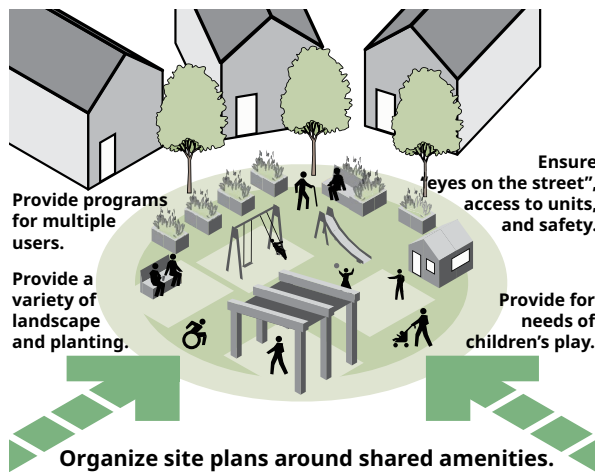 Provide programs
for multiple
users.
Provide a
variety of
landscape
and planting.
Ensure
“eyes on the street”,
access to units,
and safety.
Provide for
needs of
children’s play.
Organize site plans around shared amenities.